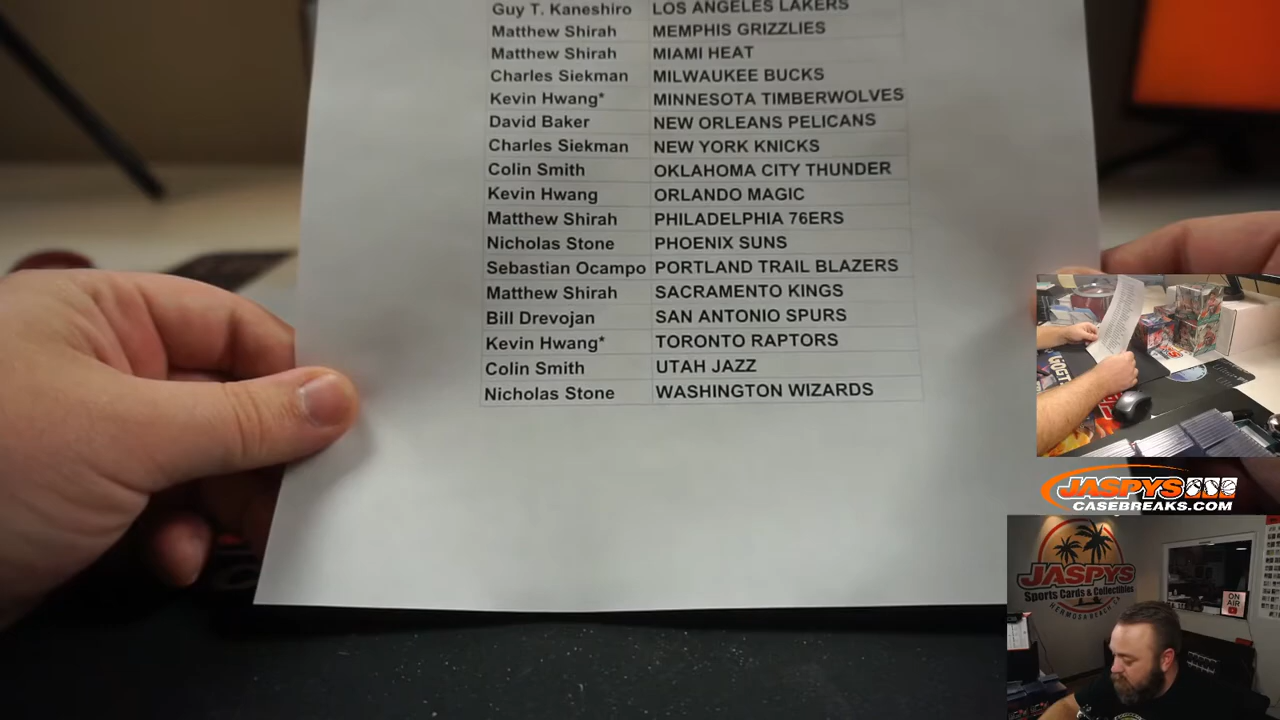 Guy T. Kaneshiro LOS ANGELES LAKERS
Matthew Shirah MEMPHIS GRIZZLIES
Matthew Shirah MIAMI HEAT
Charles Siekman MILWAUKEE BUCKS
Kevin Hwang* MINNESOTA TIMBERWOLVES
David Baker NEW ORLEANS PELICANS
Charles Siekman NEW YORK KNICKS
Colin Smith OKLAHOMA CITY THUNDER
Kevin Hwang ORLANDO MAGIC
Matthew Shirah PHILADELPHIA 76ERS
Nicholas Stone PHOENIX SUNS
Sebastian Ocampo PORTLAND TRAIL BLAZERS
Matthew Shirah SACRAMENTO KINGS
Bill Drevojan SAN ANTONIO SPURS
Kevin Hwang* TORONTO RAPTORS
Colin Smith UTAH JAZZ
Nicholas Stone WASHINGTON WIZARDS
JASPYS
CASEBREAKS.COM
JASPYS
Sports Cards & Collectibles
HERMOSA BEACH, CA
ON
AIR